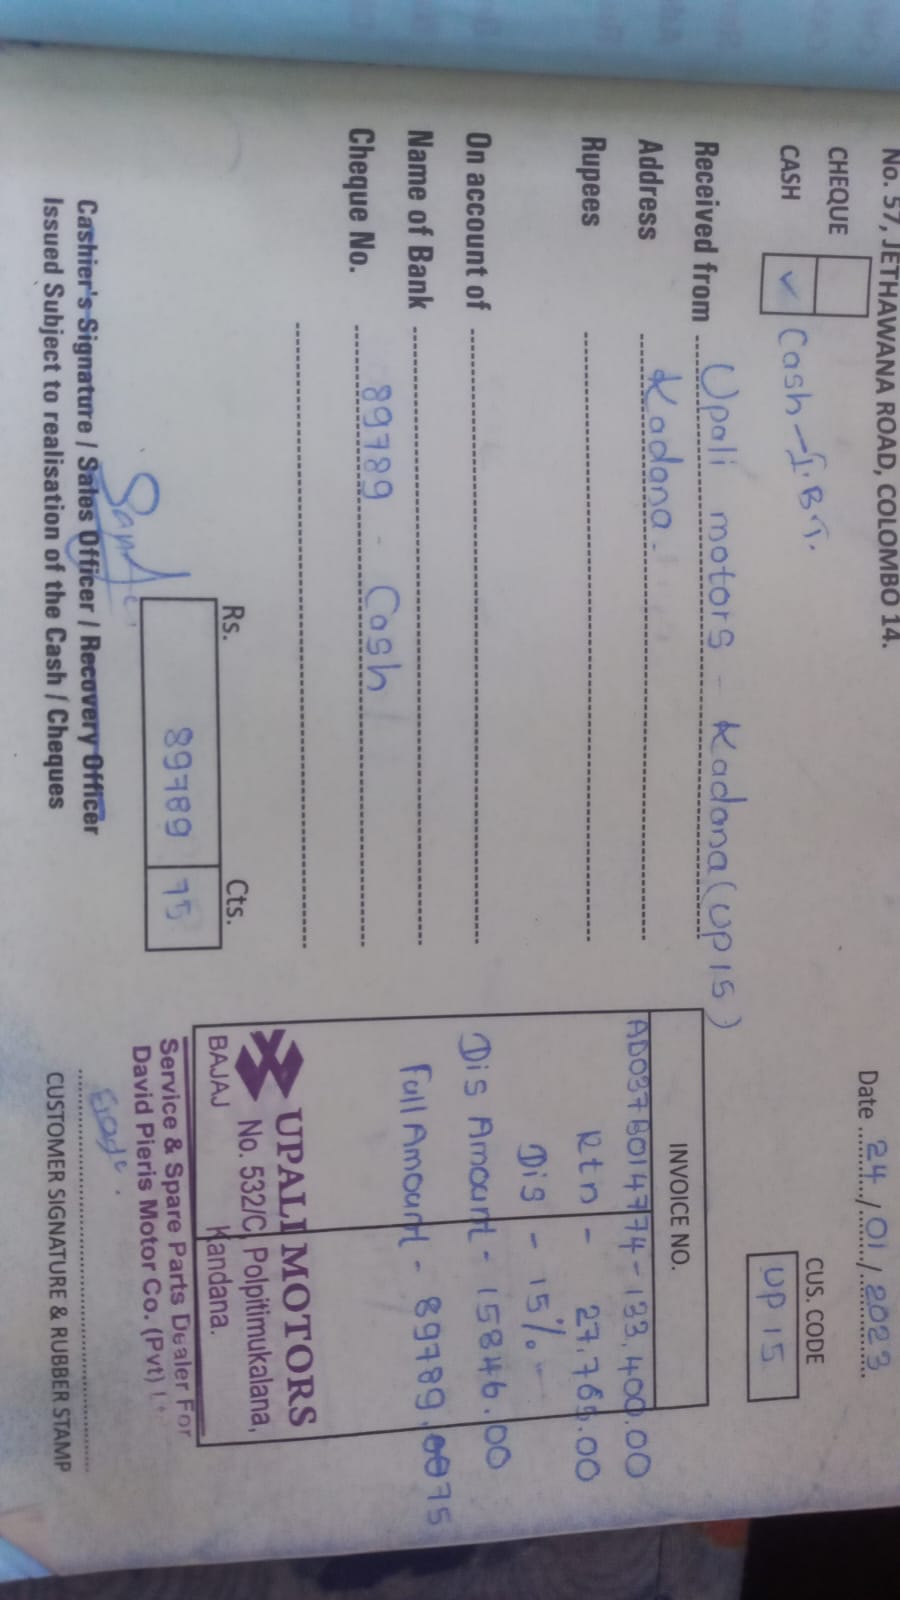 No. 57, JETHAWANA ROAD, COLOMBO 14.
Date 24/01/2023
CHEQUE
CASH ✓ Cash - I.B.T.
CUS. CODE
UP 15
Received from Upali motors - Kadana (UP15)
Address Kadana.
Rupees
On account of
Name of Bank
Cheque No. 89789 - Cash
INVOICE NO.
AD037B014774 - 133,400.00
Rtn - 27.765.00
Dis - 15%
Dis Amount - 15846.00
Full Amount - 89789.75
Rs. Cts.
89789 75
UPALI MOTORS
No. 532/C, Polpitimukalana,
BAJAJ Kandana.
Service & Spare Parts Dealer For
David Pieris Motor Co. (Pvt)
Cashier's Signature / Sales Officer / Recovery Officer
Issued Subject to realisation of the Cash / Cheques
CUSTOMER SIGNATURE & RUBBER STAMP